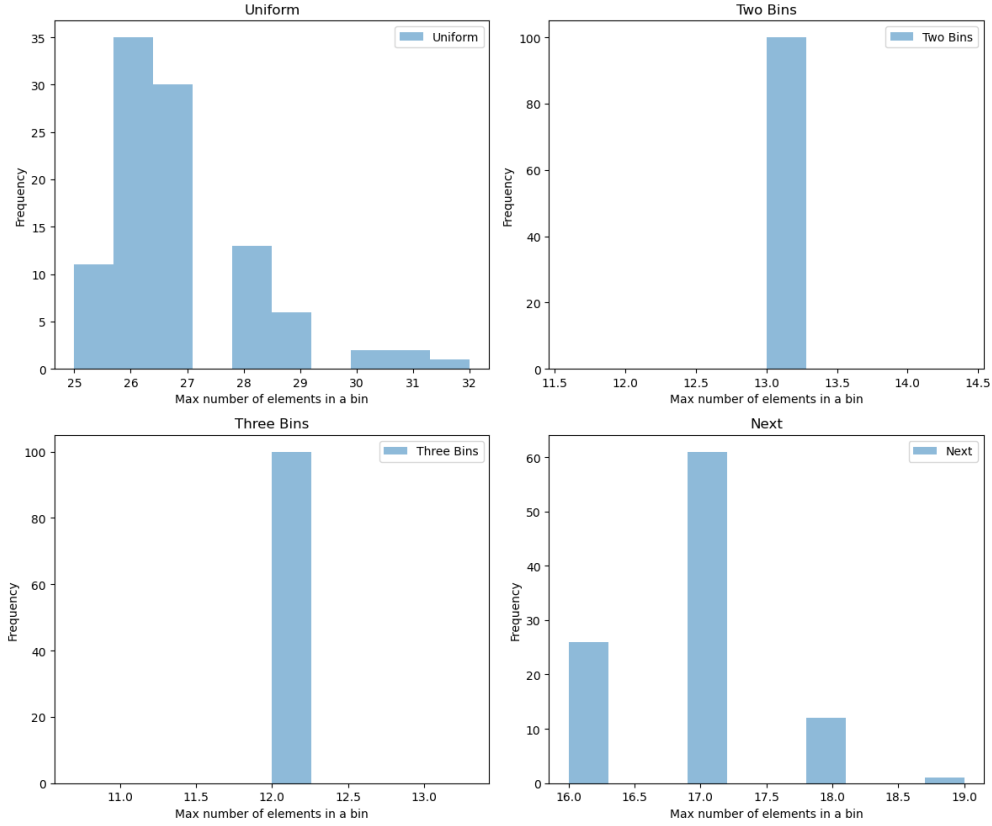 Uniform
Uniform
35
30
25
20
15
10
5
0
25 26 27 28 29 30 31 32
Frequency
Max number of elements in a bin
Two Bins
Two Bins
100
80
60
40
20
0
11.5 12.0 12.5 13.0 13.5 14.0 14.5
Frequency
Max number of elements in a bin
Three Bins
Three Bins
100
80
60
40
20
0
11.0 11.5 12.0 12.5 13.0
Frequency
Max number of elements in a bin
Next
Next
60
50
40
30
20
10
0
16.0 16.5 17.0 17.5 18.0 18.5 19.0
Frequency
Max number of elements in a bin